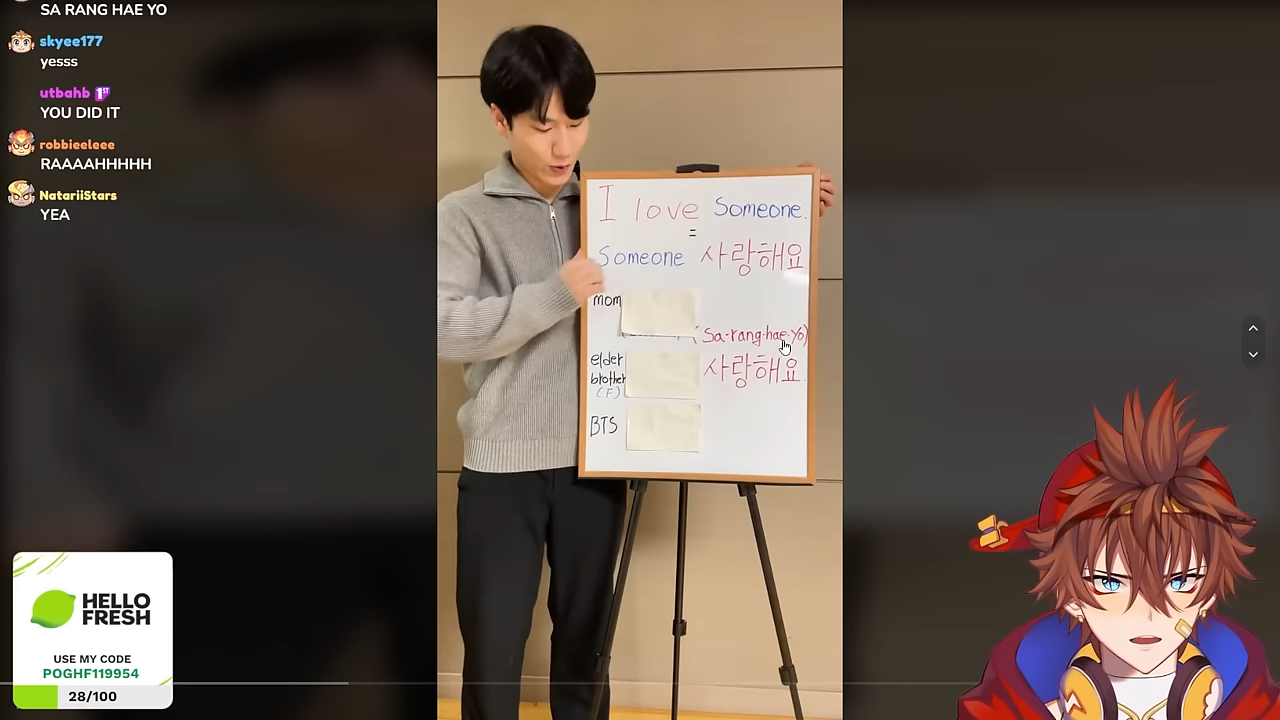 SA RANG HAE YO
skyee177
yesss
utbahb
YOU DID IT
robbieeleee
RAAAAHHHHH
NatariiStars
YEA
I love Someone.
=
Someone 사랑해요
mom
(Sa-rang-hae-Yo)
elder
brother
(F)
사랑해요.
BTS
HELLO
FRESH
USE MY CODE
POGHF119954
28/100